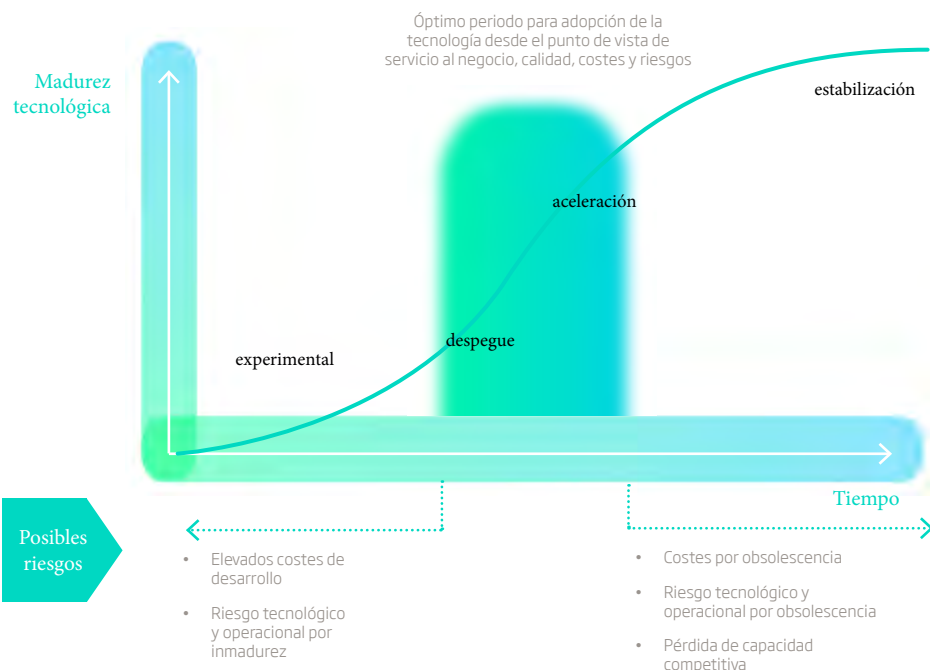 Óptimo periodo para adopción de la
tecnología desde el punto de vista de
servicio al negocio, calidad, costes y riesgos
Madurez
tecnológica
estabilización
aceleración
despegue
experimental
Tiempo
Posibles
riesgos
• Elevados costes de
desarrollo
• Riesgo tecnológico
y operacional por
inmadurez
• Costes por obsolescencia
• Riesgo tecnológico y
operacional por obsolescencia
• Pérdida de capacidad
competitiva